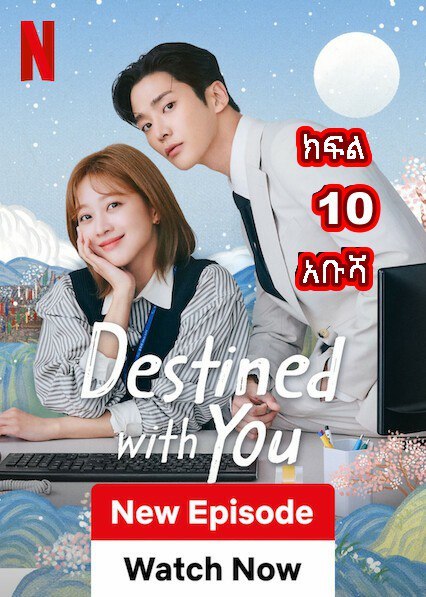 N
ክፍል
10
አቡሻ
Destined
with You
New Episode
Watch Now